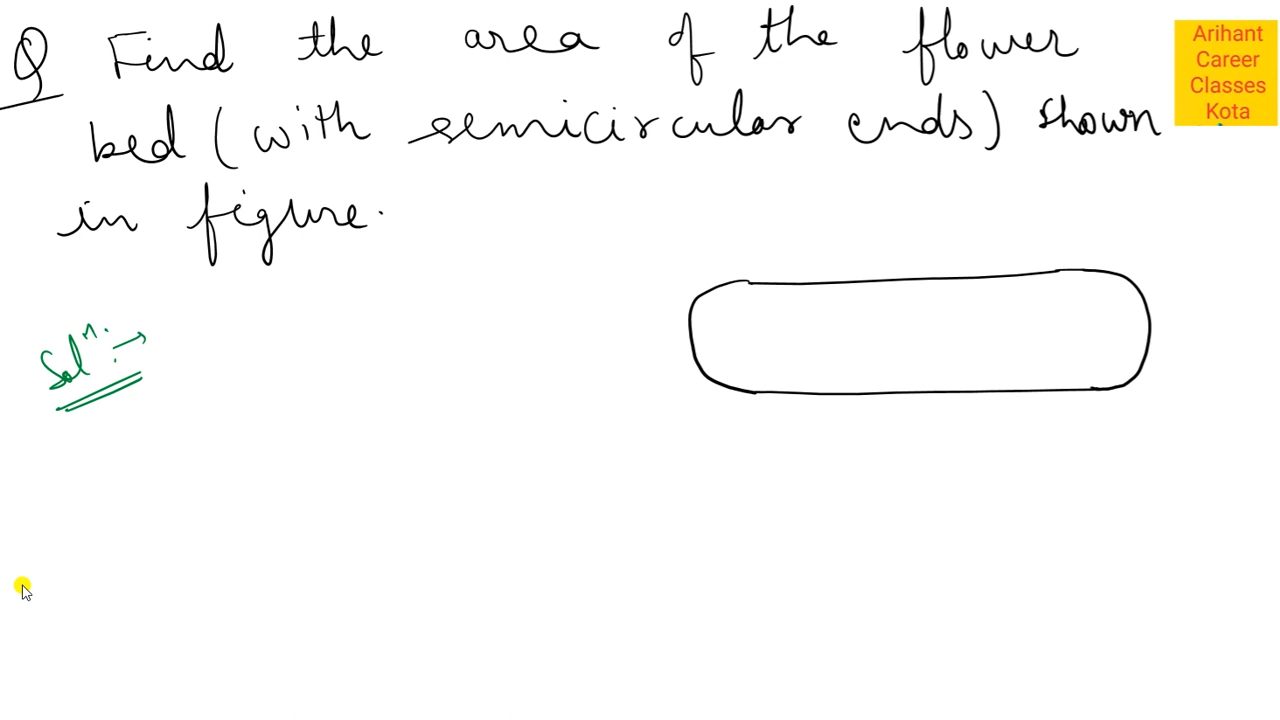 Q Find the area of the flower
bed (with semicircular ends) shown
in figure.
Solⁿ. :→
Arihant
Career
Classes
Kota